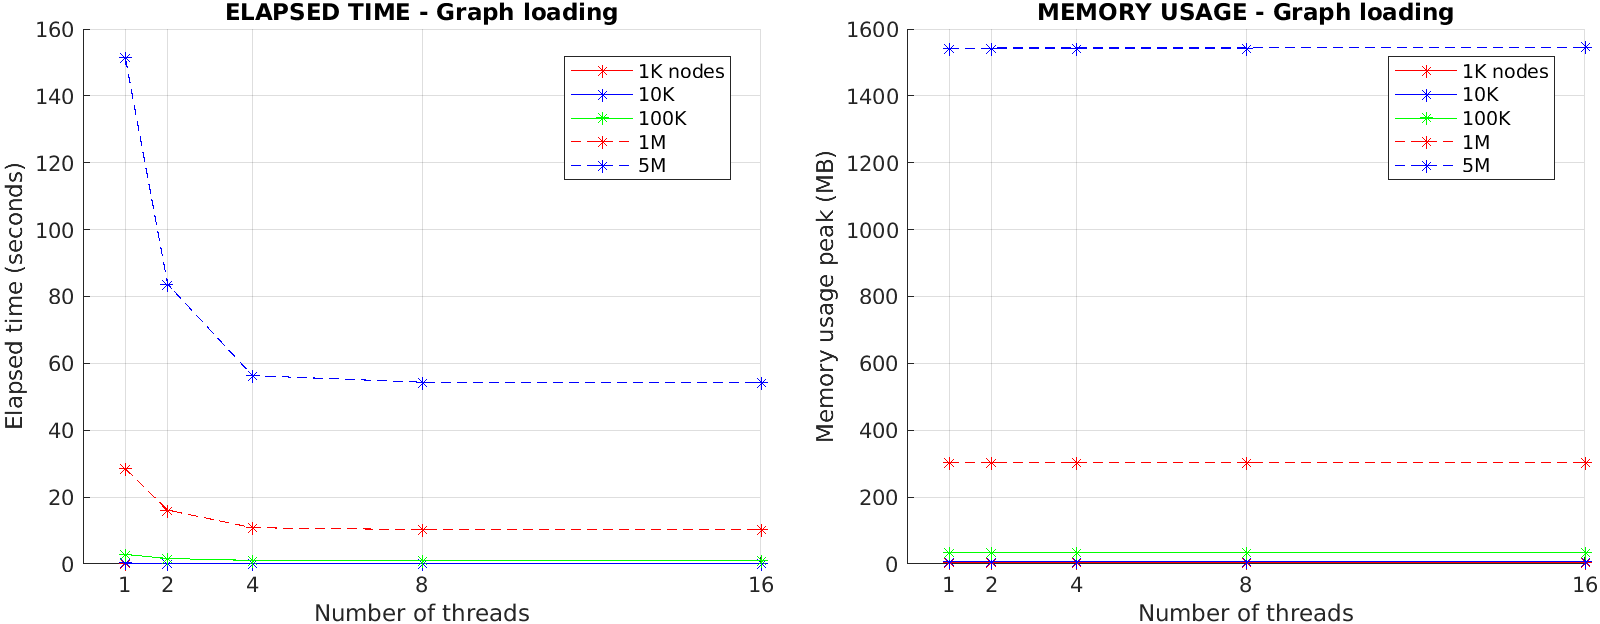 ELAPSED TIME - Graph loading
160
140
120
100
80
60
40
20
0
Elapsed time (seconds)
1K nodes
10K
100K
1M
5M
1 2 4 8 16
Number of threads
MEMORY USAGE - Graph loading
1600
1400
1200
1000
800
600
400
200
0
Memory usage peak (MB)
1K nodes
10K
100K
1M
5M
1 2 4 8 16
Number of threads